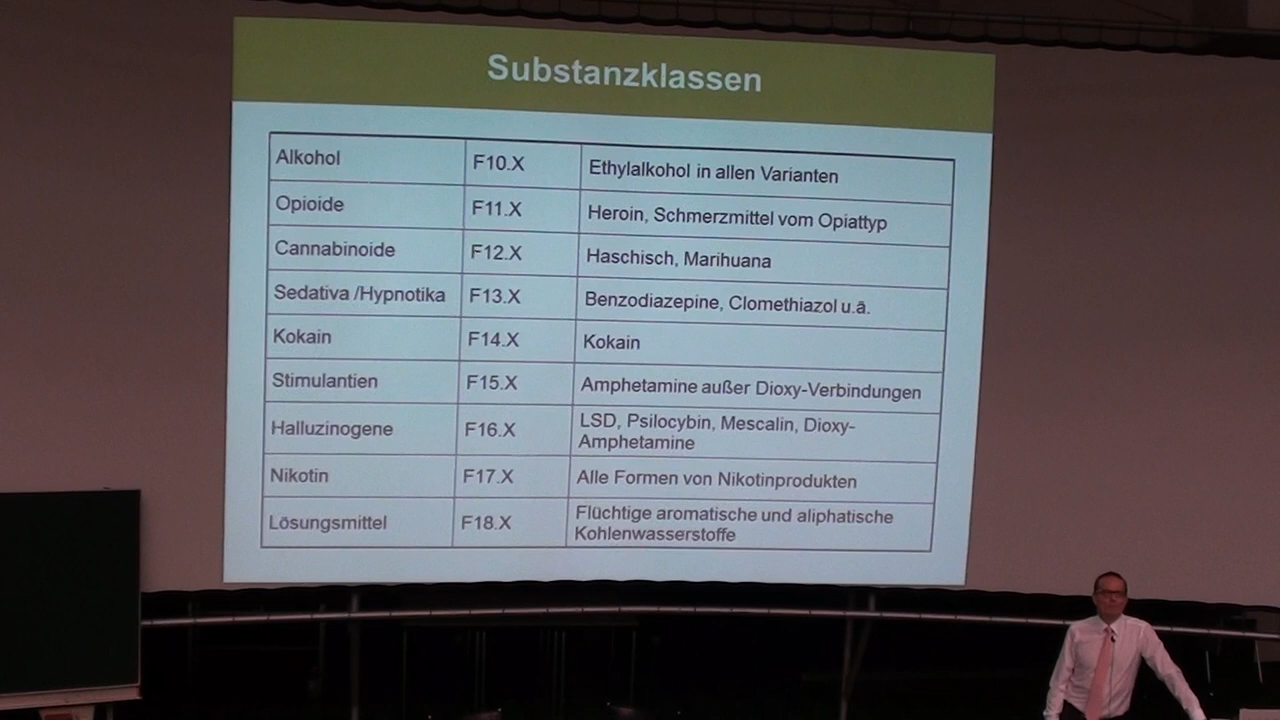 Substanzklassen
Alkohol F10.X Ethylalkohol in allen Varianten
Opioide F11.X Heroin, Schmerzmittel vom Opiattyp
Cannabinoide F12.X Haschisch, Marihuana
Sedativa /Hypnotika F13.X Benzodiazepine, Clomethiazol u.ä.
Kokain F14.X Kokain
Stimulantien F15.X Amphetamine außer Dioxy-Verbindungen
Halluzinogene F16.X LSD, Psilocybin, Mescalin, Dioxy-
Amphetamine
Nikotin F17.X Alle Formen von Nikotinprodukten
Lösungsmittel F18.X Flüchtige aromatische und aliphatische
Kohlenwasserstoffe